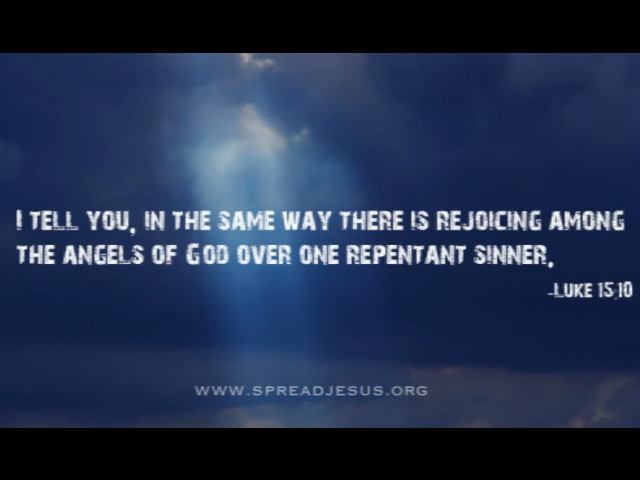 I TELL YOU, IN THE SAME WAY THERE IS REJOICING AMONG
THE ANGELS OF GOD OVER ONE REPENTANT SINNER,
-LUKE 15:10
WWW.SPREADJESUS.ORG